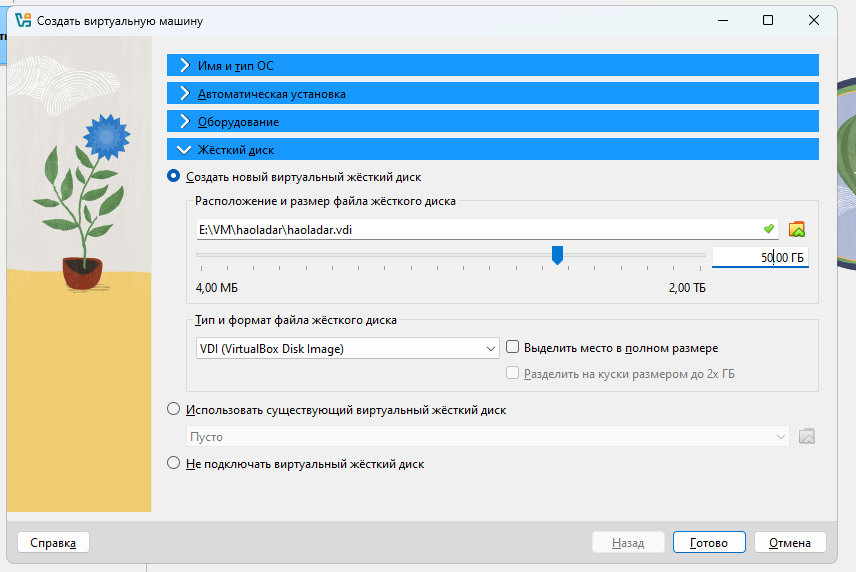 Создать виртуальную машину
Имя и тип ОС
Автоматическая установка
Оборудование
Жёсткий диск
Создать новый виртуальный жёсткий диск
Расположение и размер файла жёсткого диска
E:\VM\haoladar\haoladar.vdi
50,00 ГБ
4,00 МБ 2,00 ТБ
Тип и формат файла жёсткого диска
VDI (VirtualBox Disk Image) Выделить место в полном размере
Разделить на куски размером до 2х ГБ
Использовать существующий виртуальный жёсткий диск
Пусто
Не подключать виртуальный жёсткий диск
Справка Назад Готово Отмена